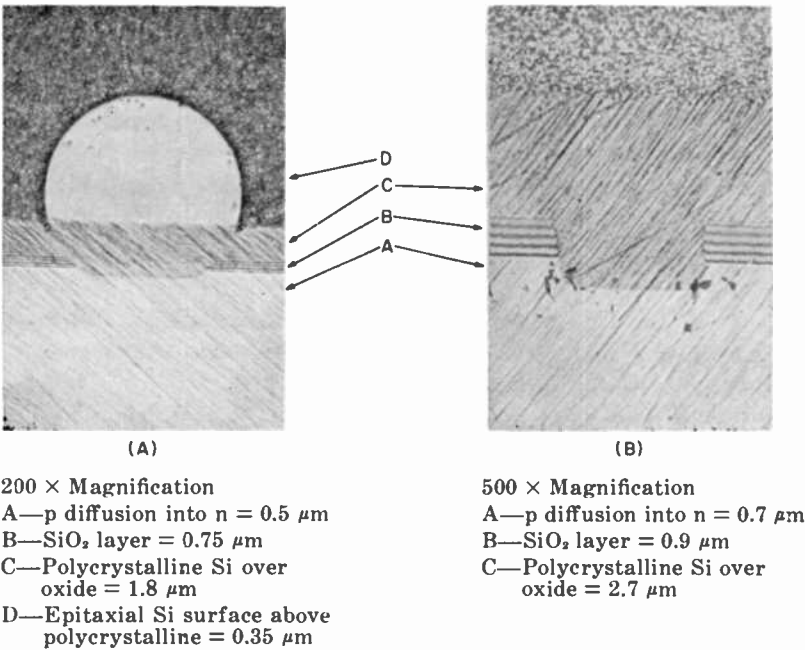 D
C
B
A
(A)
(B)
200 × Magnification
A—p diffusion into n = 0.5 μm
B—SiO₂ layer = 0.75 μm
C—Polycrystalline Si over
oxide = 1.8 μm
D—Epitaxial Si surface above
polycrystalline = 0.35 μm
500 × Magnification
A—p diffusion into n = 0.7 μm
B—SiO₂ layer = 0.9 μm
C—Polycrystalline Si over
oxide = 2.7 μm